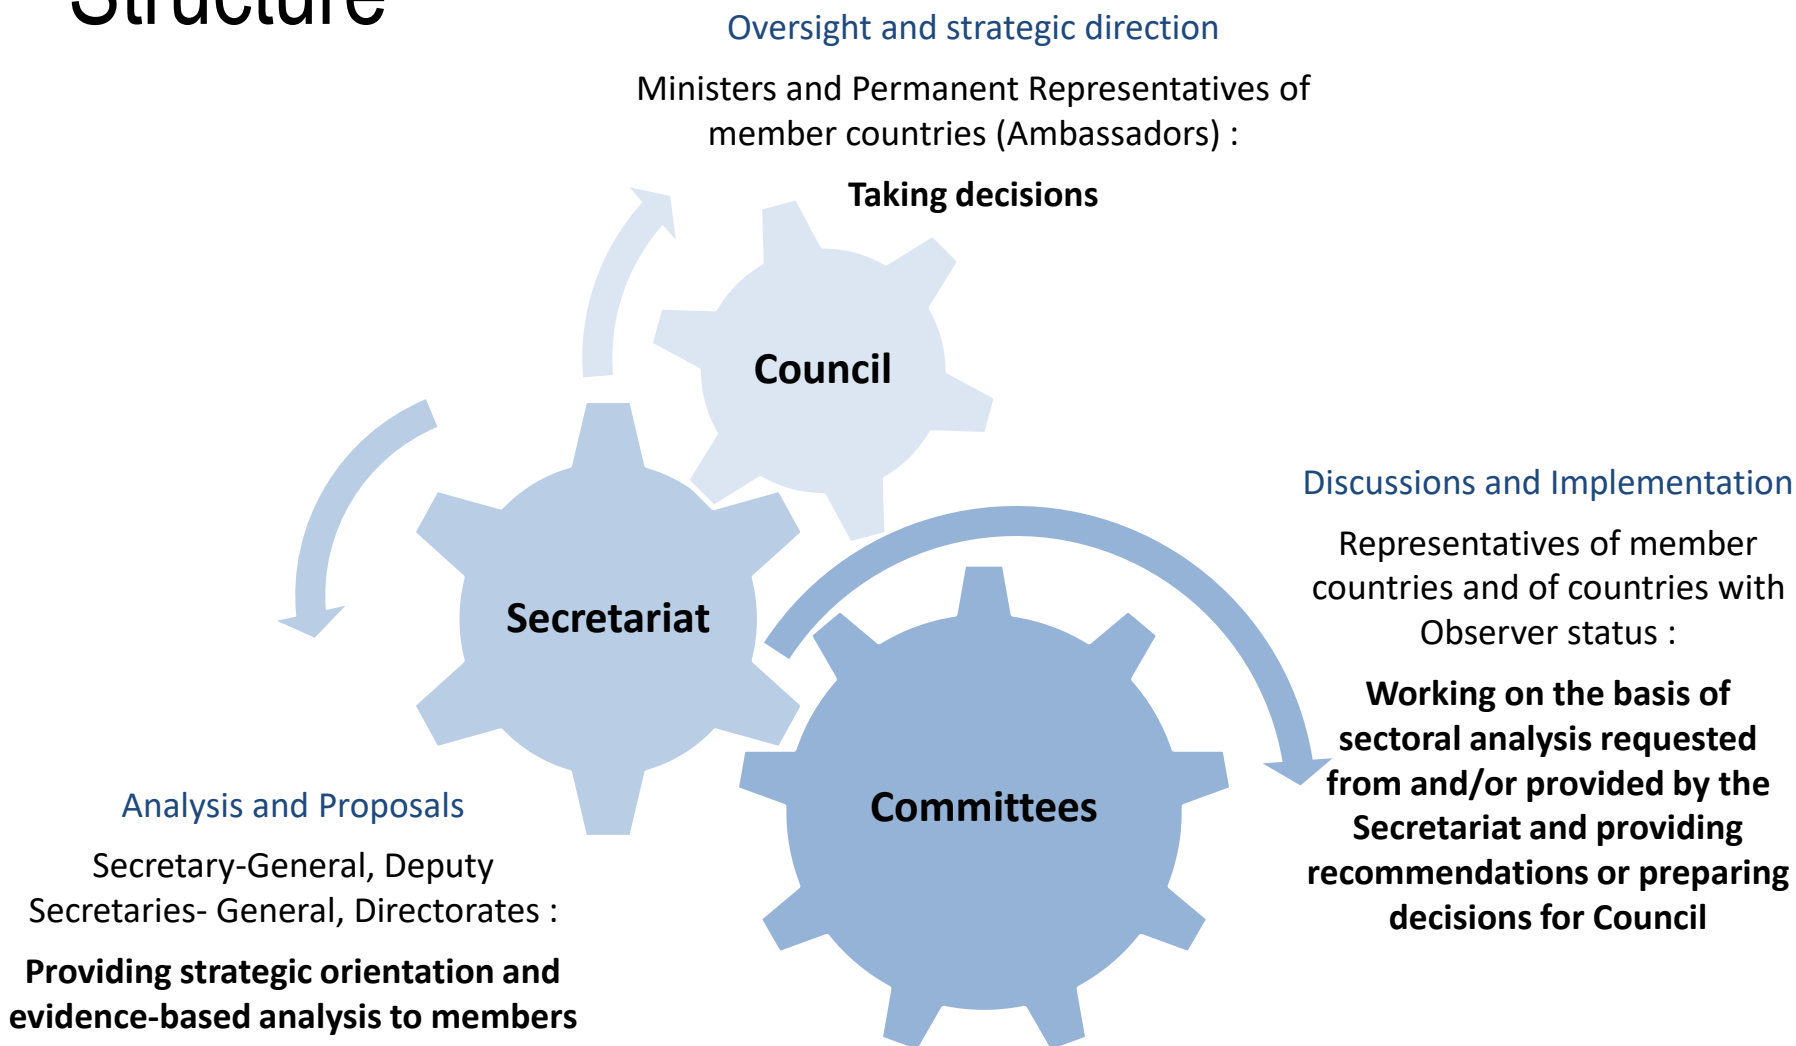 Structure
Oversight and strategic direction
Ministers and Permanent Representatives of
member countries (Ambassadors) :
Taking decisions
Council
Secretariat
Committees
Discussions and Implementation
Representatives of member
countries and of countries with
Observer status :
Working on the basis of
sectoral analysis requested
from and/or provided by the
Secretariat and providing
recommendations or preparing
decisions for Council
Analysis and Proposals
Secretary-General, Deputy
Secretaries- General, Directorates :
Providing strategic orientation and
evidence-based analysis to members